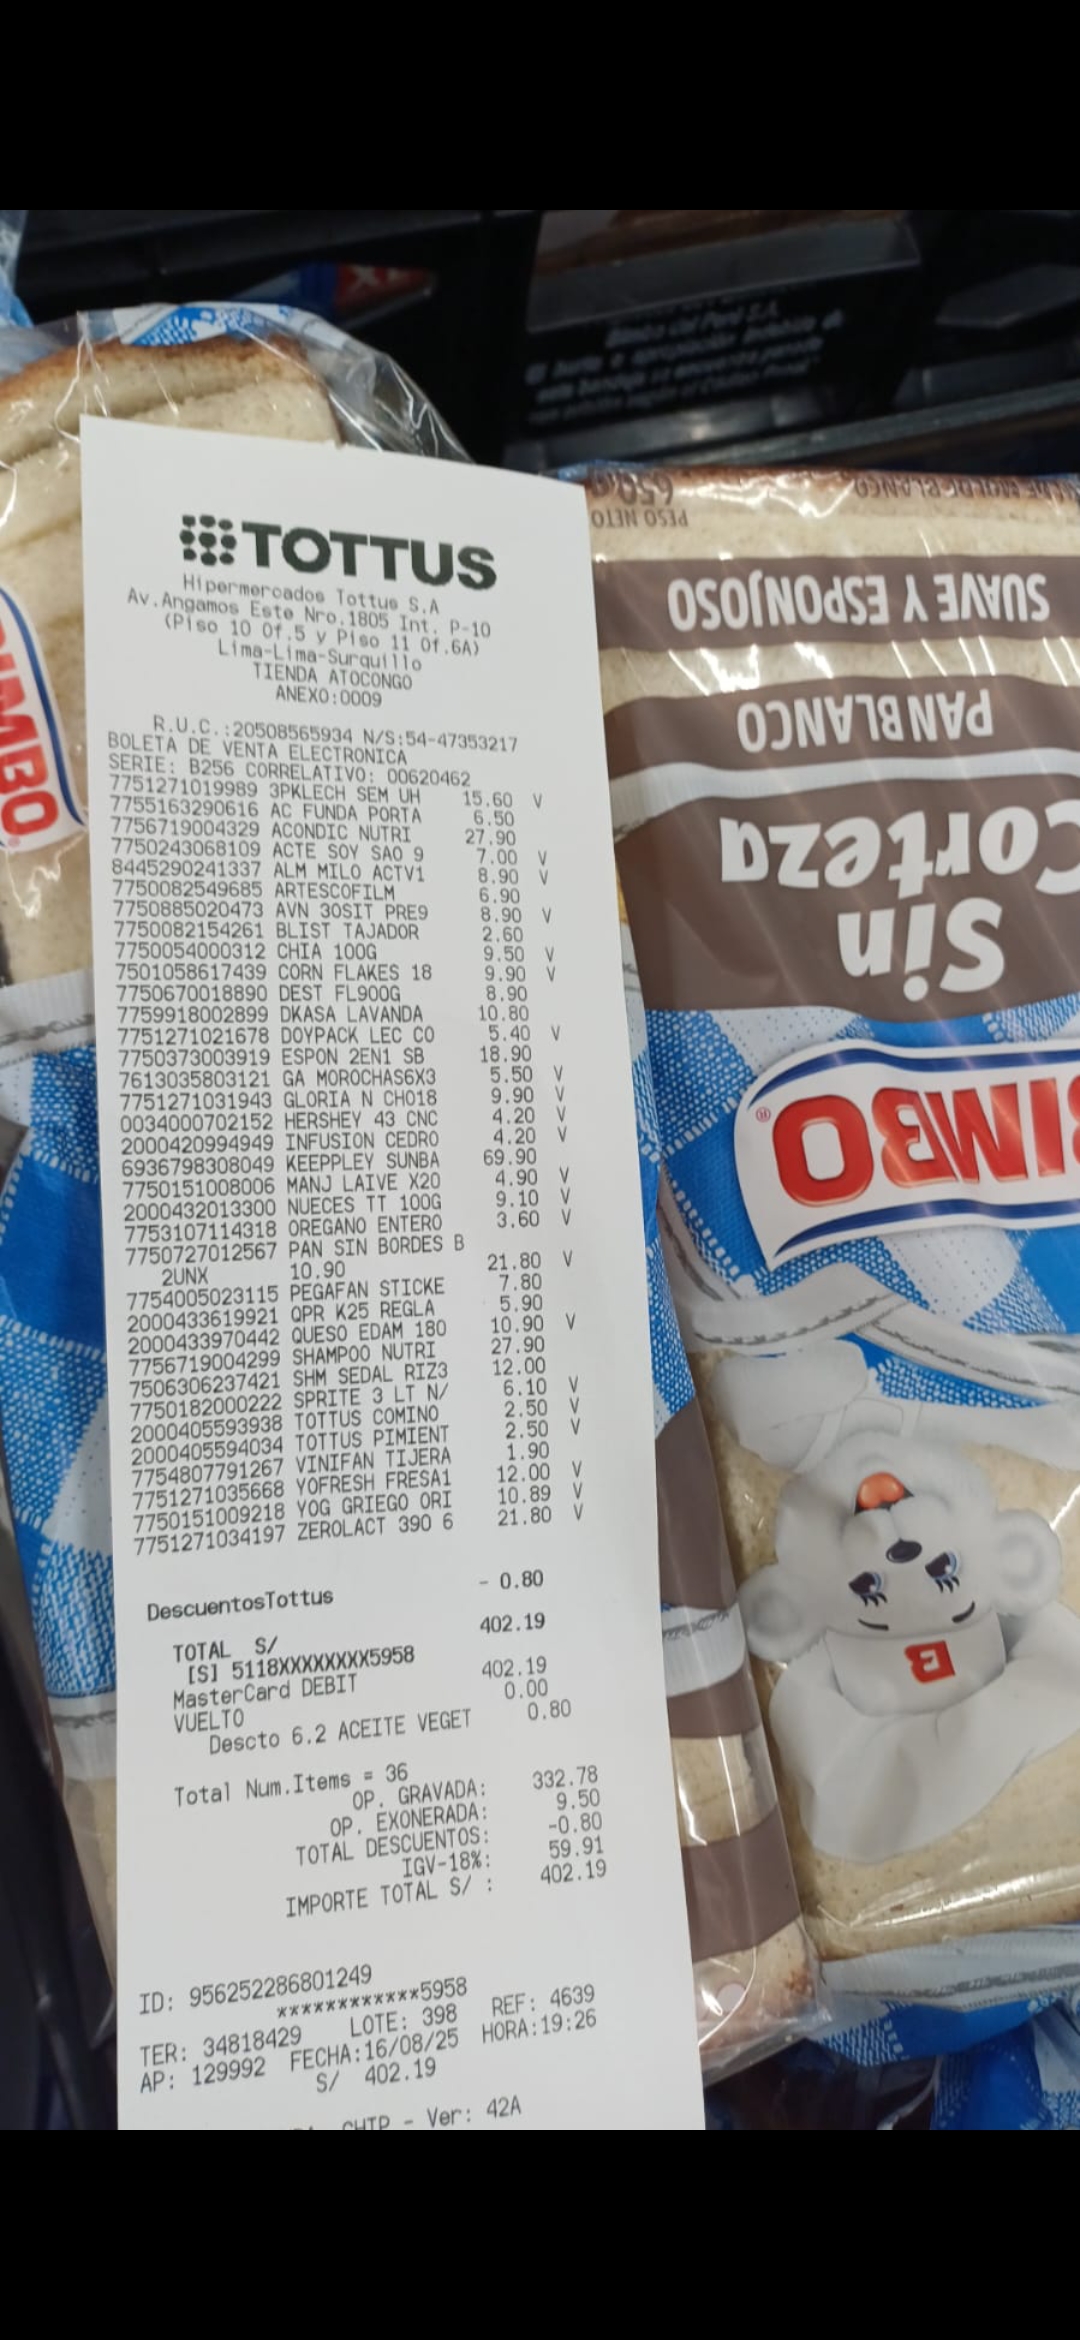 TOTTUS
Hipermercados Tottus S.A
Av.Angamos Este Nro.1805 Int. P-10
(Piso 10 Of.5 y Piso 11 Of.6A)
Lima-Lima-Surquillo
TIENDA ATOCONGO
ANEXO:0009
R.U.C.:20508565934 N/S:54-47353217
BOLETA DE VENTA ELECTRONICA
SERIE: B256 CORRELATIVO: 00620462
7751271019989 3PKLECH SEM UH 15.60 V
7755163290616 AC FUNDA PORTA 6.50
7756719004329 ACONDIC NUTRI 27.90
7750243068109 ACTE SOY SAO 9 7.00 V
8445290241337 ALM MILO ACTV1 8.90 V
7750082549685 ARTESCOFILM 6.90
7750885020473 AVN 30SIT PRE9 8.90 V
7750082154261 BLIST TAJADOR 2.60
7750054000312 CHIA 100G 9.50 V
7501058617439 CORN FLAKES 18 9.90 V
7750670018890 DEST FL900G 8.90
7759918002899 DKASA LAVANDA 10.80
7751271021678 DOYPACK LEC CO 5.40 V
7750373003919 ESPON 2EN1 SB 18.90
7613035803121 GA MOROCHAS6X3 5.50 V
7751271031943 GLORIA N CHO18 9.90 V
0034000702152 HERSHEY 43 CNC 4.20 V
2000420994949 INFUSION CEDRO 4.20 V
6936798308049 KEEPPLEY SUNBA 69.90
7750151008006 MANJ LAIVE X20 4.90 V
2000432013300 NUECES TT 100G 9.10 V
7753107114318 OREGANO ENTERO 3.60 V
7750727012567 PAN SIN BORDES B
2UNX 10.90 21.80 V
7754005023115 PEGAFAN STICKE 7.80
2000433619921 QPR K25 REGLA 5.90
2000433970442 QUESO EDAM 180 10.90 V
7756719004299 SHAMPOO NUTRI 27.90
7506306237421 SHM SEDAL RIZ3 12.00
7750182000222 SPRITE 3 LT N/ 6.10 V
2000405593938 TOTTUS COMINO 2.50 V
2000405594034 TOTTUS PIMIENT 2.50 V
7754807791267 VINIFAN TIJERA 1.90
7751271035668 YOFRESH FRESA1 12.00 V
7750151009218 YOG GRIEGO ORI 10.89 V
7751271034197 ZEROLACT 390 6 21.80 V
DescuentosTottus - 0.80
TOTAL S/ 402.19
[S] 5118XXXXXXXX5958
MasterCard DEBIT 402.19
VUELTO 0.00
Descto 6.2 ACEITE VEGET 0.80
Total Num.Items = 36
OP. GRAVADA: 332.78
OP. EXONERADA: 9.50
TOTAL DESCUENTOS: -0.80
IGV-18%: 59.91
IMPORTE TOTAL S/ : 402.19
ID: 956252286801249
************5958
TER: 34818429 LOTE: 398 REF: 4639
AP: 129992 FECHA:16/08/25 HORA:19:26
S/ 402.19
CHIP - Ver: 42A
PESO NETO
650g
SUAVE Y ESPONJOSO
PAN BLANCO
Sin
Corteza
BIMBO
B
BIMBO